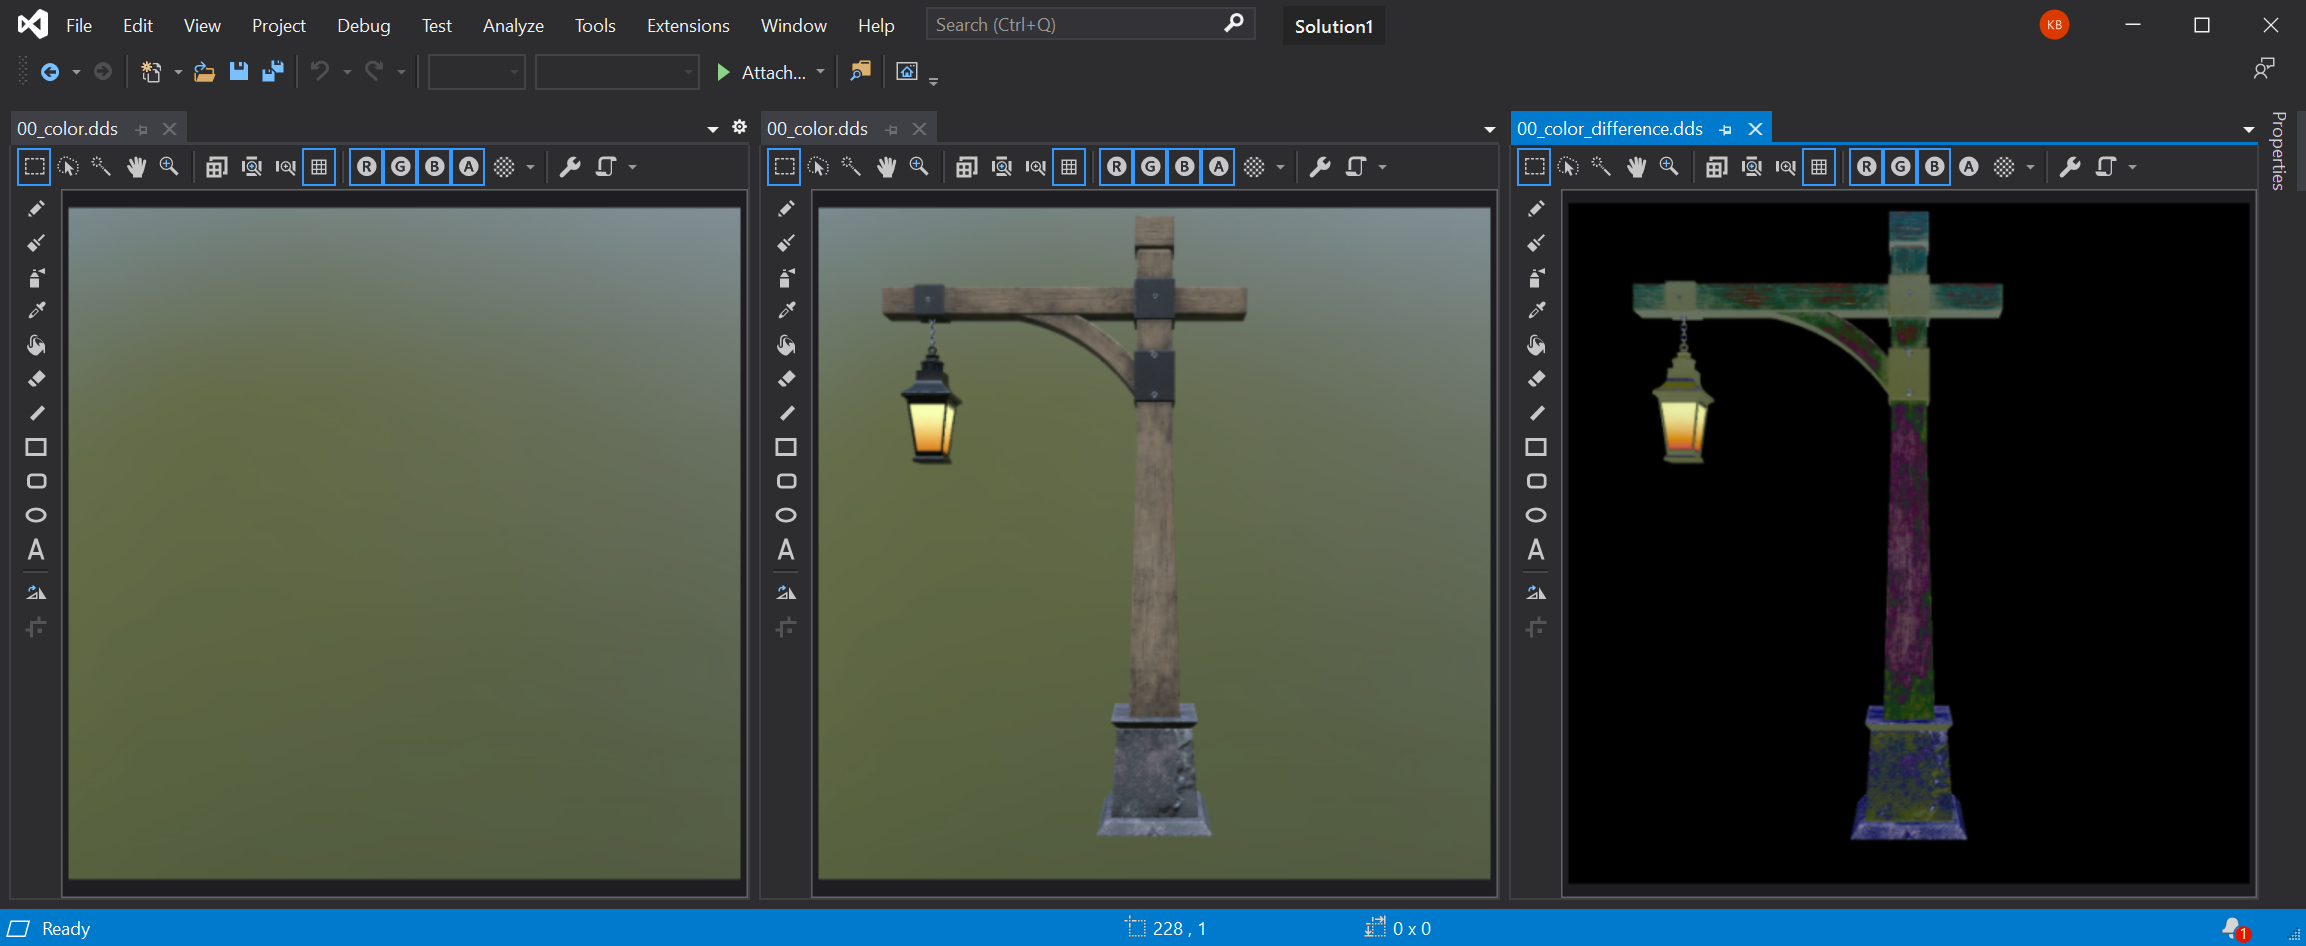 File Edit View Project Debug Test Analyze Tools Extensions Window Help Search (Ctrl+Q) Solution1 KB
Attach...
00_color.dds 00_color.dds 00_color_difference.dds
Properties
R G B A R G B A R G B A
A A A
Ready 228 , 1 0 x 0 1